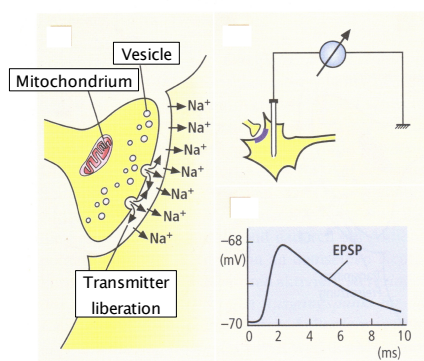 Vesicle
Mitochondrium
Na⁺
Na⁺
Na⁺
Na⁺
Na⁺
Na⁺
Na⁺
Transmitter
liberation
−68
(mV)
EPSP
−70
0 2 4 6 8 10
(ms)